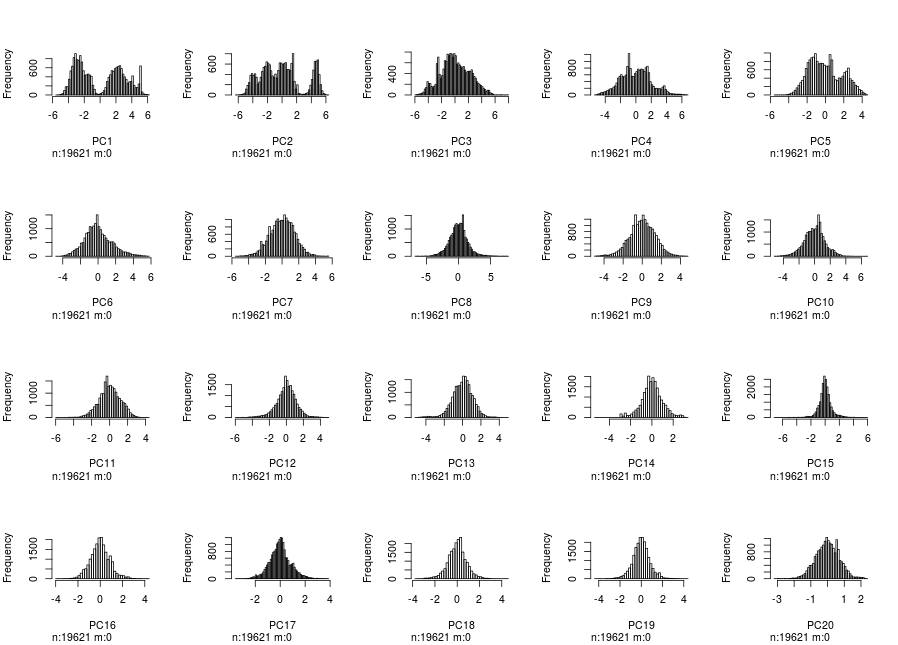 Frequency
0 600
-6 -2 2 4 6
PC1
n:19621 m:0
Frequency
0 600
-6 -2 2 6
PC2
n:19621 m:0
Frequency
0 400
-6 -2 2 6
PC3
n:19621 m:0
Frequency
0 800
-4 0 2 4 6
PC4
n:19621 m:0
Frequency
0 600
-6 -2 0 2 4
PC5
n:19621 m:0
Frequency
0 1000
-4 0 2 4 6
PC6
n:19621 m:0
Frequency
0 600
-6 -2 0 2 4 6
PC7
n:19621 m:0
Frequency
0 1000
-5 0 5
PC8
n:19621 m:0
Frequency
0 800
-4 -2 0 2 4
PC9
n:19621 m:0
Frequency
0 1000
-4 0 2 4 6
PC10
n:19621 m:0
Frequency
0 1000
-6 -2 0 2 4
PC11
n:19621 m:0
Frequency
0 1500
-6 -2 0 2 4
PC12
n:19621 m:0
Frequency
0 1000
-4 0 2 4
PC13
n:19621 m:0
Frequency
0 1500
-4 -2 0 2
PC14
n:19621 m:0
Frequency
0 2000
-6 -2 2 6
PC15
n:19621 m:0
Frequency
0 1500
-4 -2 0 2 4
PC16
n:19621 m:0
Frequency
0 800
-2 0 2 4
PC17
n:19621 m:0
Frequency
0 1500
-4 -2 0 2 4
PC18
n:19621 m:0
Frequency
0 1500
-4 -2 0 2 4
PC19
n:19621 m:0
Frequency
0 800
-3 -1 1 2
PC20
n:19621 m:0